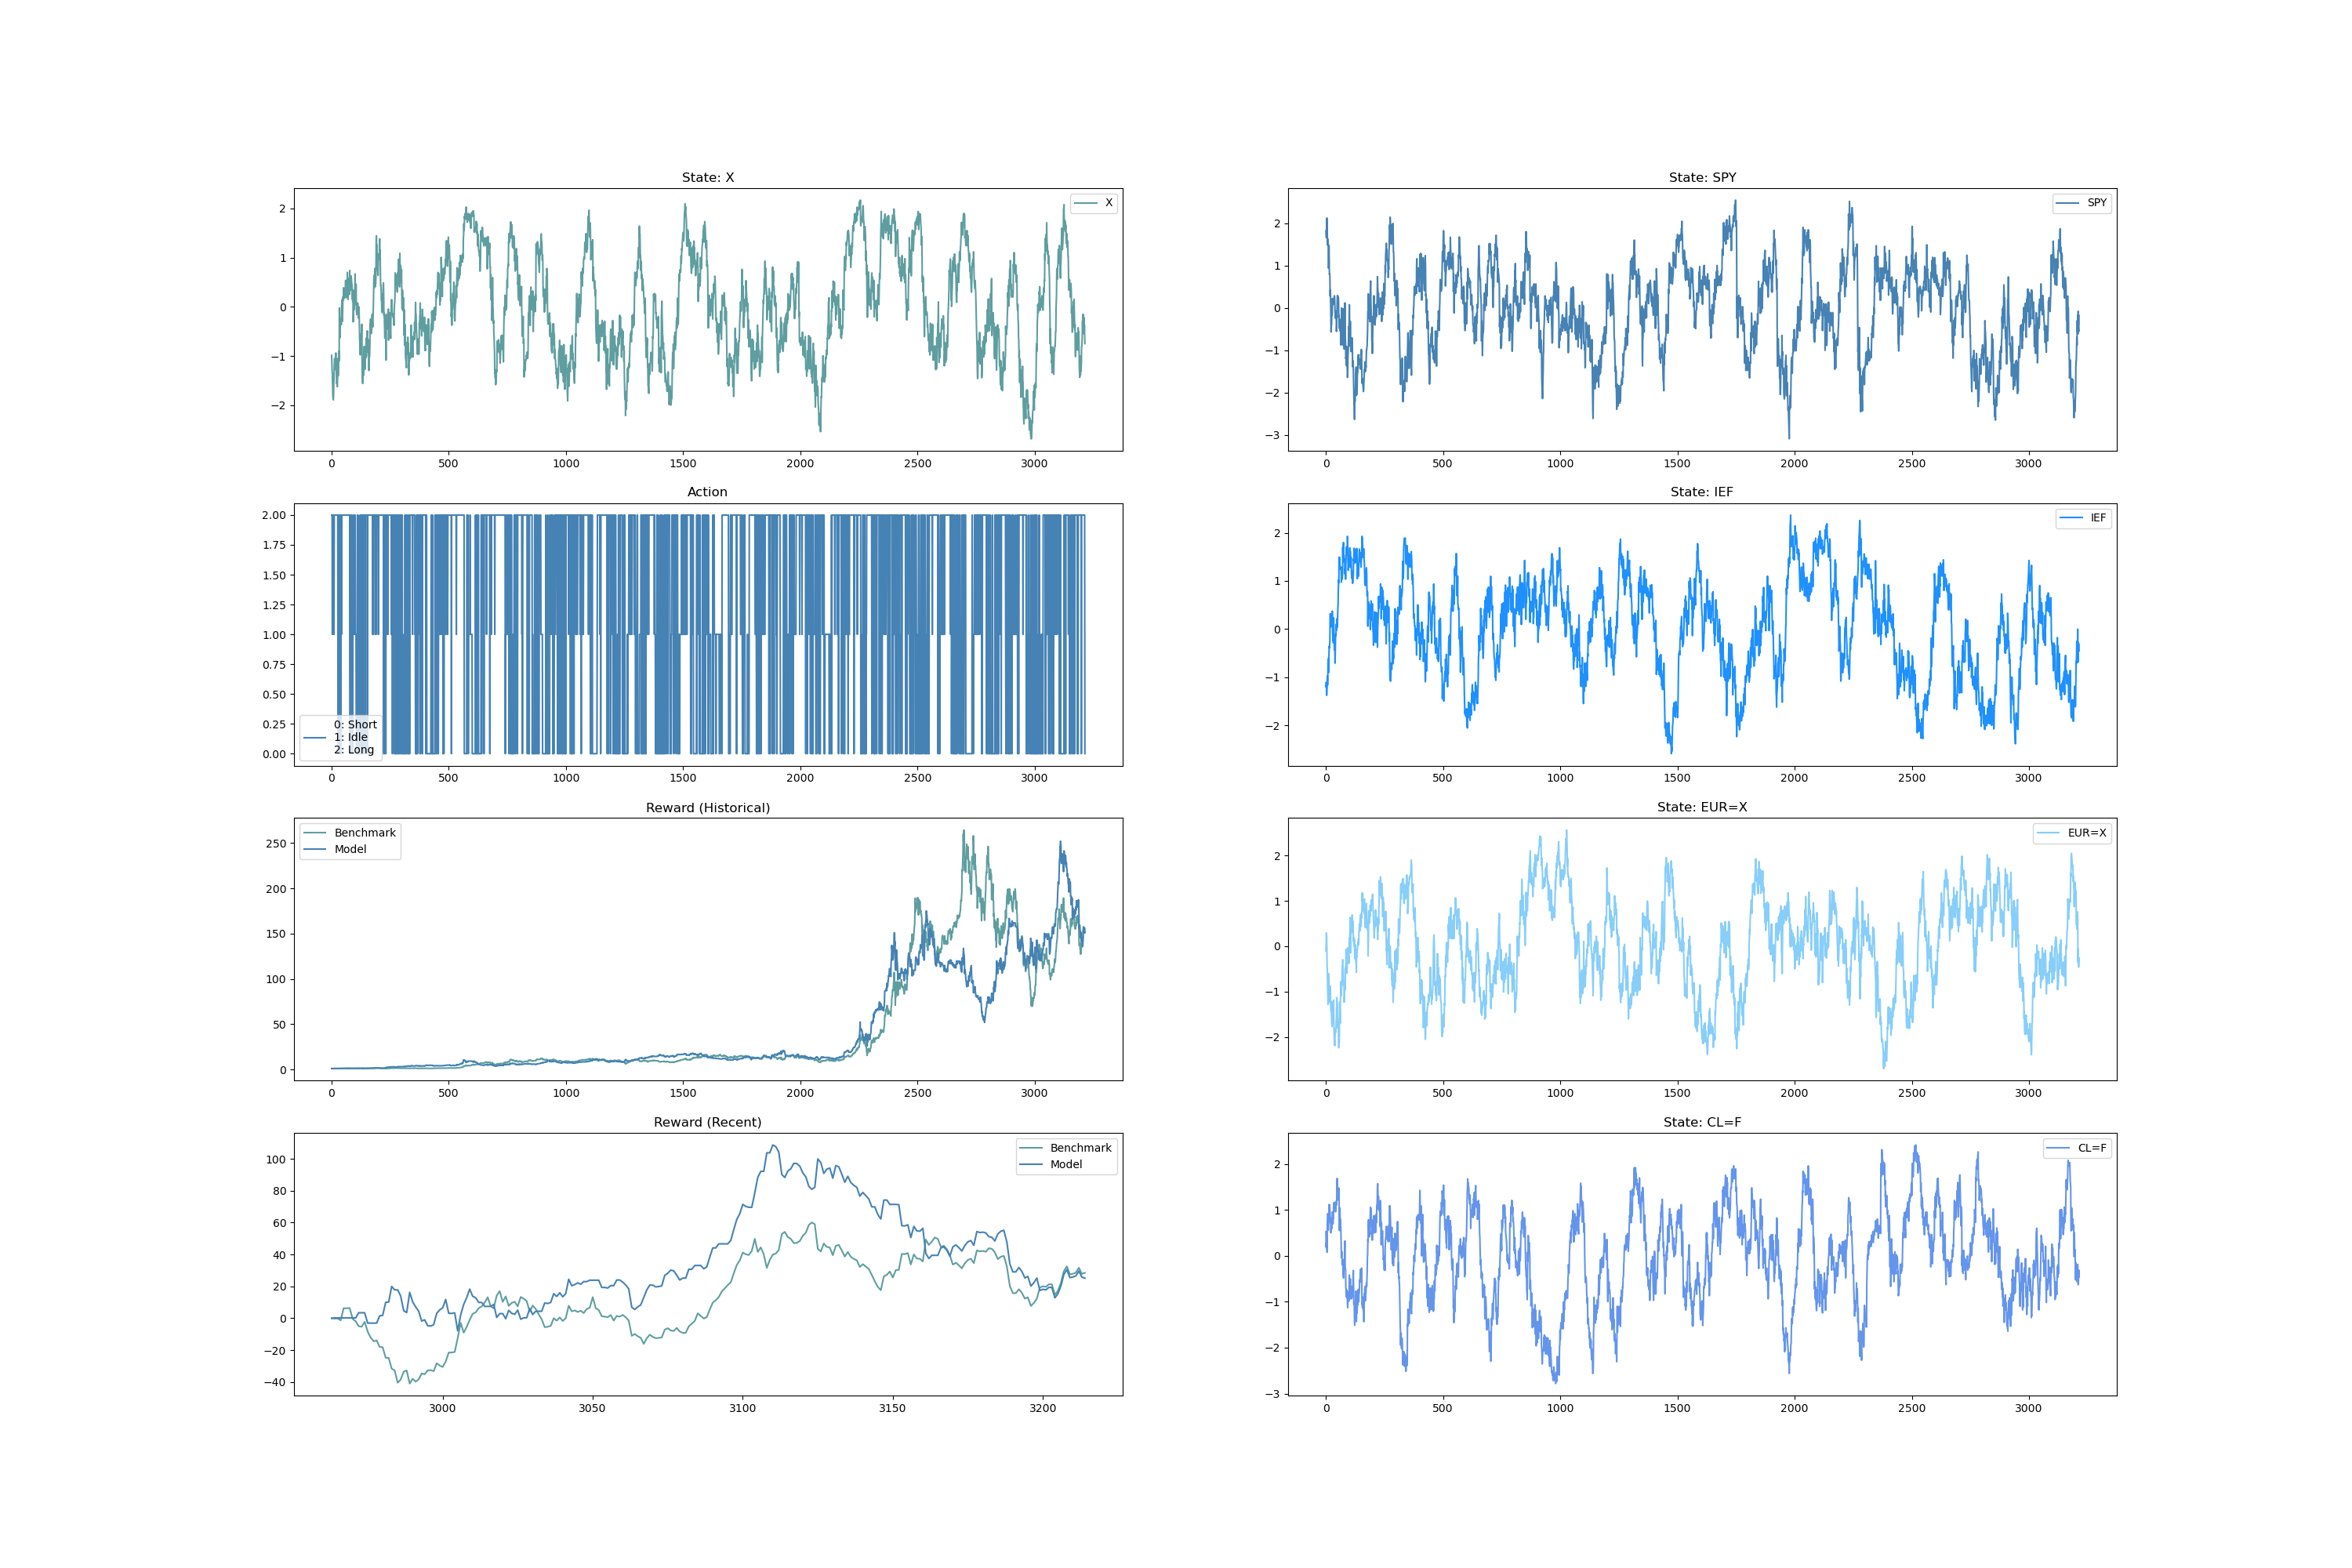 State: X
X
2
1
0
−1
−2
0 500 1000 1500 2000 2500 3000
Action
2.00
1.75
1.50
1.25
1.00
0.75
0.50
0.25
0.00
0: Short
1: Idle
2: Long
0 500 1000 1500 2000 2500 3000
Reward (Historical)
Benchmark
Model
250
200
150
100
50
0
0 500 1000 1500 2000 2500 3000
Reward (Recent)
Benchmark
Model
100
80
60
40
20
0
−20
−40
3000 3050 3100 3150 3200
State: SPY
SPY
2
1
0
−1
−2
−3
0 500 1000 1500 2000 2500 3000
State: IEF
IEF
2
1
0
−1
−2
0 500 1000 1500 2000 2500 3000
State: EUR=X
EUR=X
2
1
0
−1
−2
0 500 1000 1500 2000 2500 3000
State: CL=F
CL=F
2
1
0
−1
−2
−3
0 500 1000 1500 2000 2500 3000